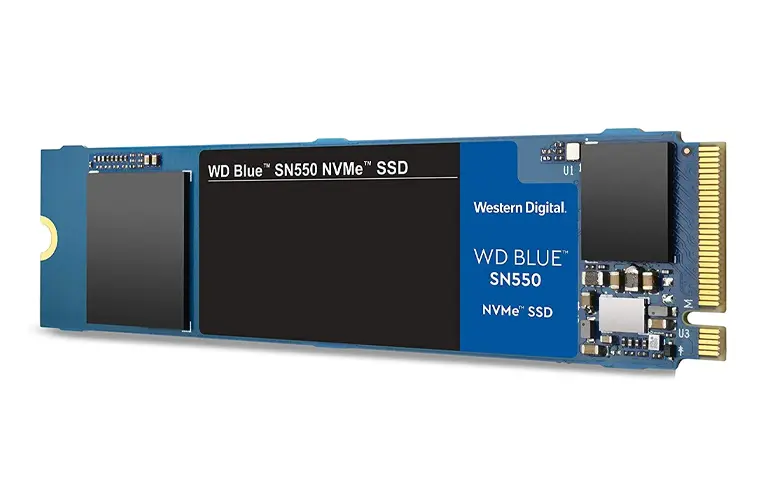 WD Blue™ SN550 NVMe™ SSD
Western Digital.
WD BLUE™
SN550
NVMe™ SSD
U1
M
U3